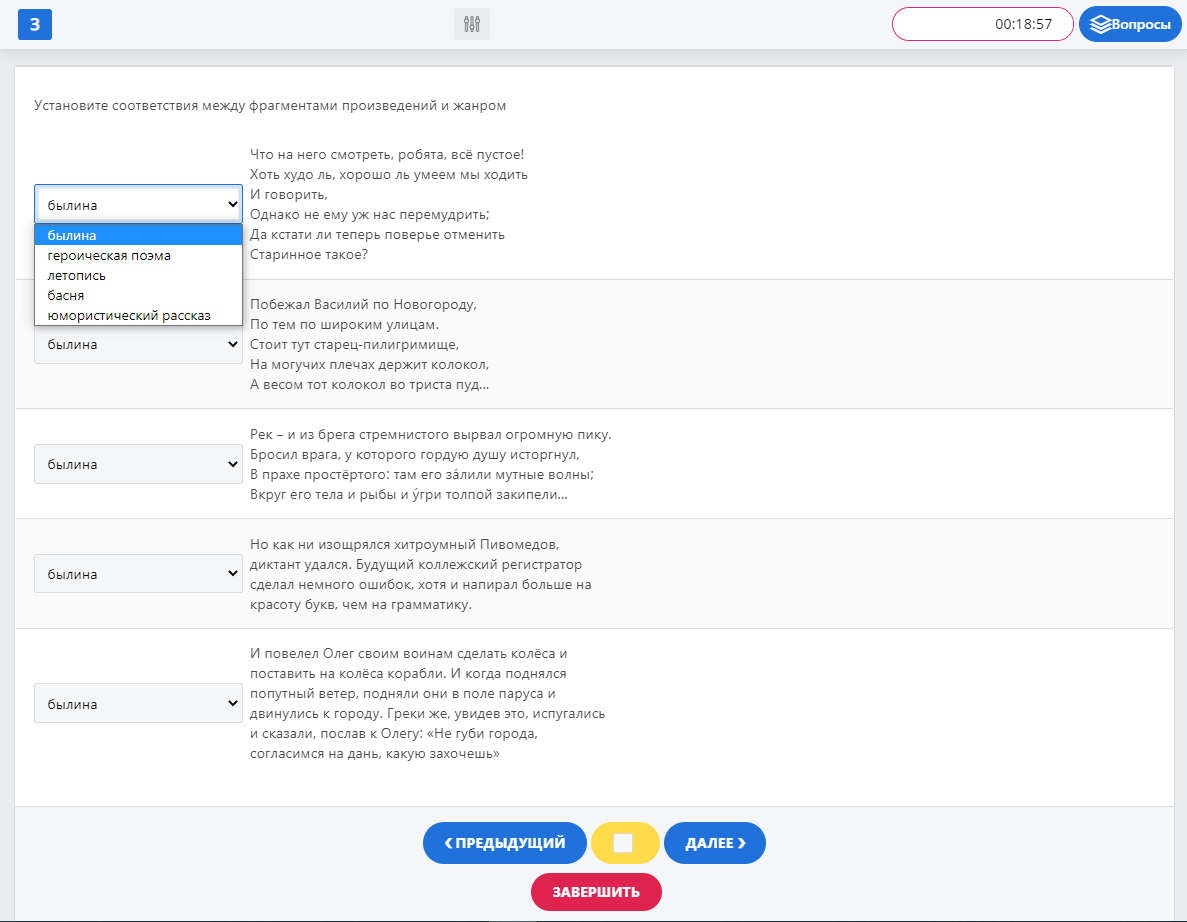 3
00:18:57
Вопросы
Установите соответствия между фрагментами произведений и жанром
былина
былина
героическая поэма
летопись
басня
юмористический рассказ
Что на него смотреть, робята, всё пустое!
Хоть худо ль, хорошо ль умеем мы ходить
И говорить,
Однако не ему уж нас перемудрить;
Да кстати ли теперь поверье отменить
Старинное такое?
былина
Побежал Василий по Новогороду,
По тем по широким улицам.
Стоит тут старец-пилигримище,
На могучих плечах держит колокол,
А весом тот колокол во триста пуд...
былина
Рек – и из брега стремнистого вырвал огромную пику.
Бросил врага, у которого гордую душу исторгнул,
В прахе простёртого: там его за́лили мутные волны;
Вкруг его тела и рыбы и у́гри толпой закипели...
былина
Но как ни изощрялся хитроумный Пивомедов,
диктант удался. Будущий коллежский регистратор
сделал немного ошибок, хотя и напирал больше на
красоту букв, чем на грамматику.
былина
И повелел Олег своим воинам сделать колёса и
поставить на колёса корабли. И когда поднялся
попутный ветер, подняли они в поле паруса и
двинулись к городу. Греки же, увидев это, испугались
и сказали, послав к Олегу: «Не губи города,
согласимся на дань, какую захочешь»
ПРЕДЫДУЩИЙ
ДАЛЕЕ
ЗАВЕРШИТЬ